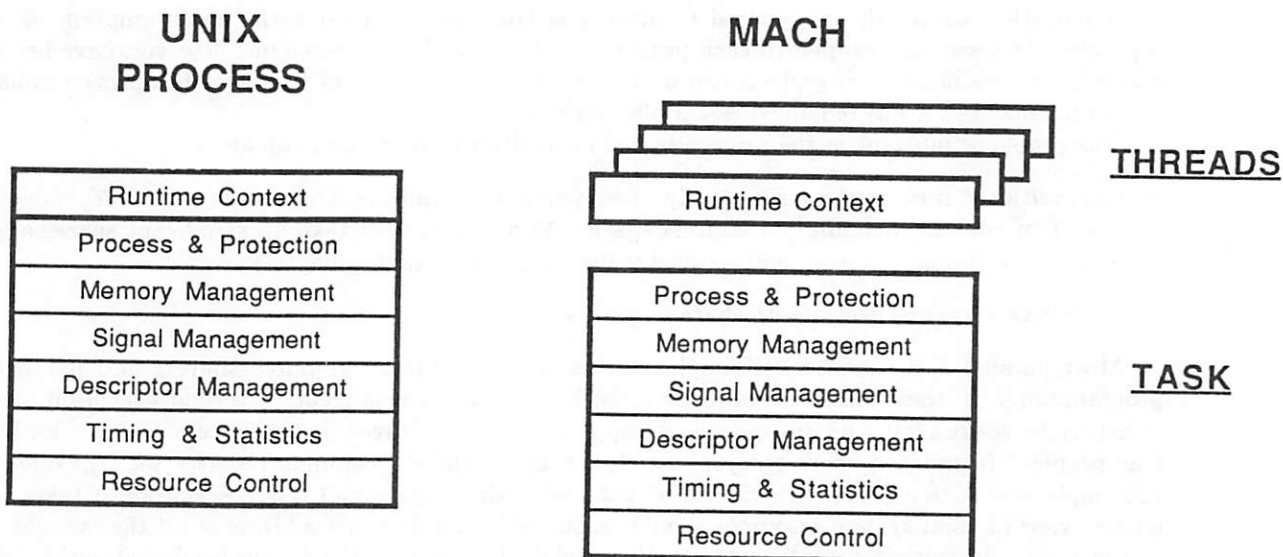 UNIX
PROCESS
Runtime Context
Process & Protection
Memory Management
Signal Management
Descriptor Management
Timing & Statistics
Resource Control
MACH
Runtime Context
THREADS
Process & Protection
Memory Management
Signal Management
Descriptor Management
Timing & Statistics
Resource Control
TASK